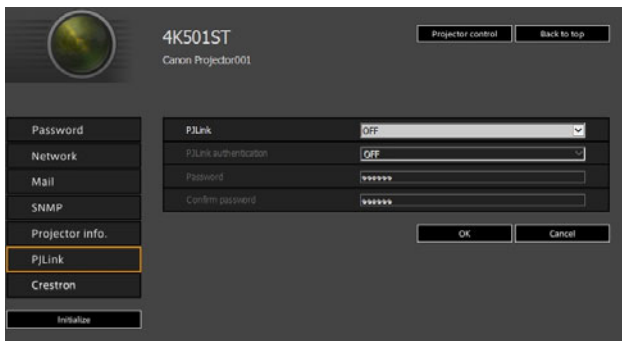 4K501ST
Canon Projector001
Projector control
Back to top
Password
Network
Mail
SNMP
Projector info.
PJLink
Crestron
Initialize
PJLink OFF
PJLink authentication OFF
Password ******
Confirm password ******
OK Cancel